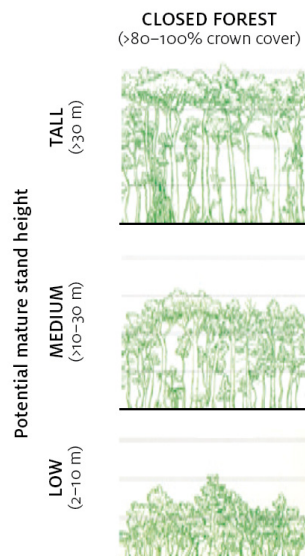 CLOSED FOREST
(>80–100% crown cover)
Potential mature stand height
TALL
(>30 m)
MEDIUM
(>10–30 m)
LOW
(2–10 m)